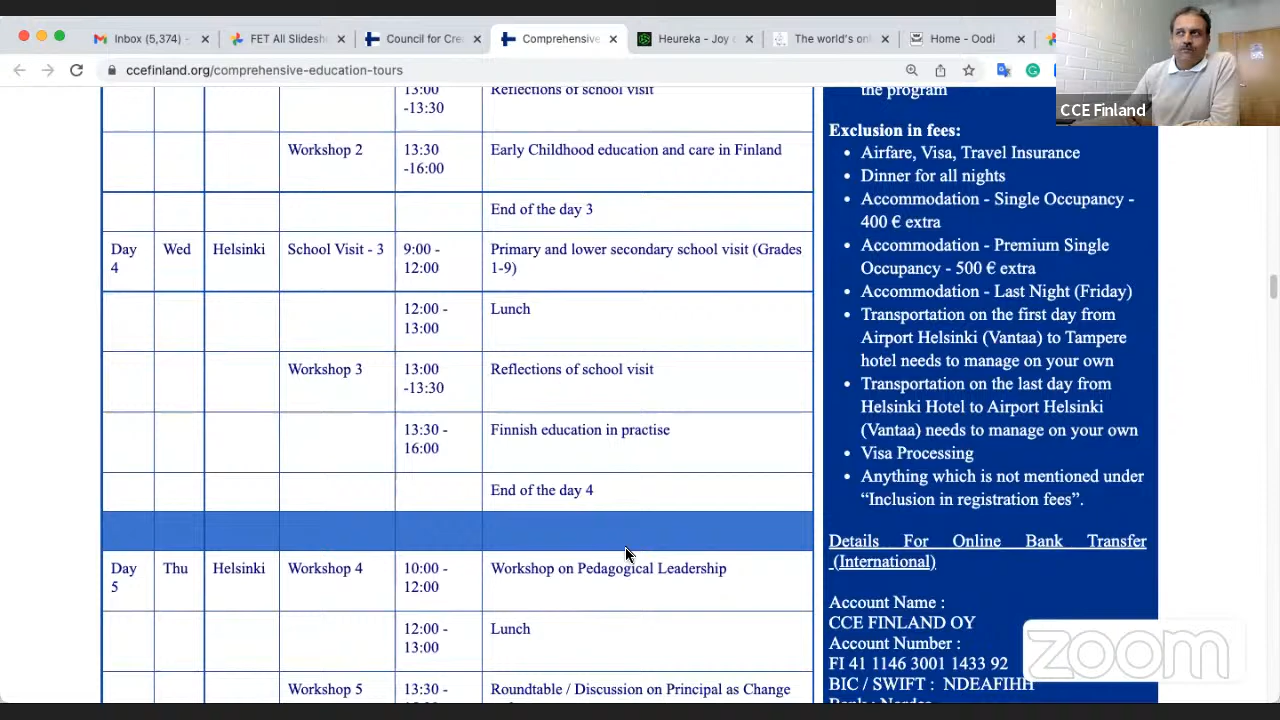 Inbox (5,374) -
FET All Slidesh
Council for Cre
Comprehensive
Heureka - Joy
The world's onl
Home - Oodi
ccefinland.org/comprehensive-education-tours
CCE Finland
13:00
-13:30
Reflections of school visit
Workshop 2
13:30
-16:00
Early Childhood education and care in Finland
End of the day 3
Day
4
Wed
Helsinki
School Visit - 3
9:00 -
12:00
Primary and lower secondary school visit (Grades
1-9)
12:00 -
13:00
Lunch
Workshop 3
13:00
-13:30
Reflections of school visit
13:30 -
16:00
Finnish education in practise
End of the day 4
Day
5
Thu
Helsinki
Workshop 4
10:00 -
12:00
Workshop on Pedagogical Leadership
12:00 -
13:00
Lunch
Workshop 5
13:30 -
Roundtable / Discussion on Principal as Change
the program
Exclusion in fees:
• Airfare, Visa, Travel Insurance
• Dinner for all nights
• Accommodation - Single Occupancy -
400 € extra
• Accommodation - Premium Single
Occupancy - 500 € extra
• Accommodation - Last Night (Friday)
• Transportation on the first day from
Airport Helsinki (Vantaa) to Tampere
hotel needs to manage on your own
• Transportation on the last day from
Helsinki Hotel to Airport Helsinki
(Vantaa) needs to manage on your own
• Visa Processing
• Anything which is not mentioned under
“Inclusion in registration fees”.
Details For Online Bank Transfer
(International)
Account Name :
CCE FINLAND OY
Account Number :
FI 41 1146 3001 1433 92
BIC / SWIFT : NDEAFIHH
zoom